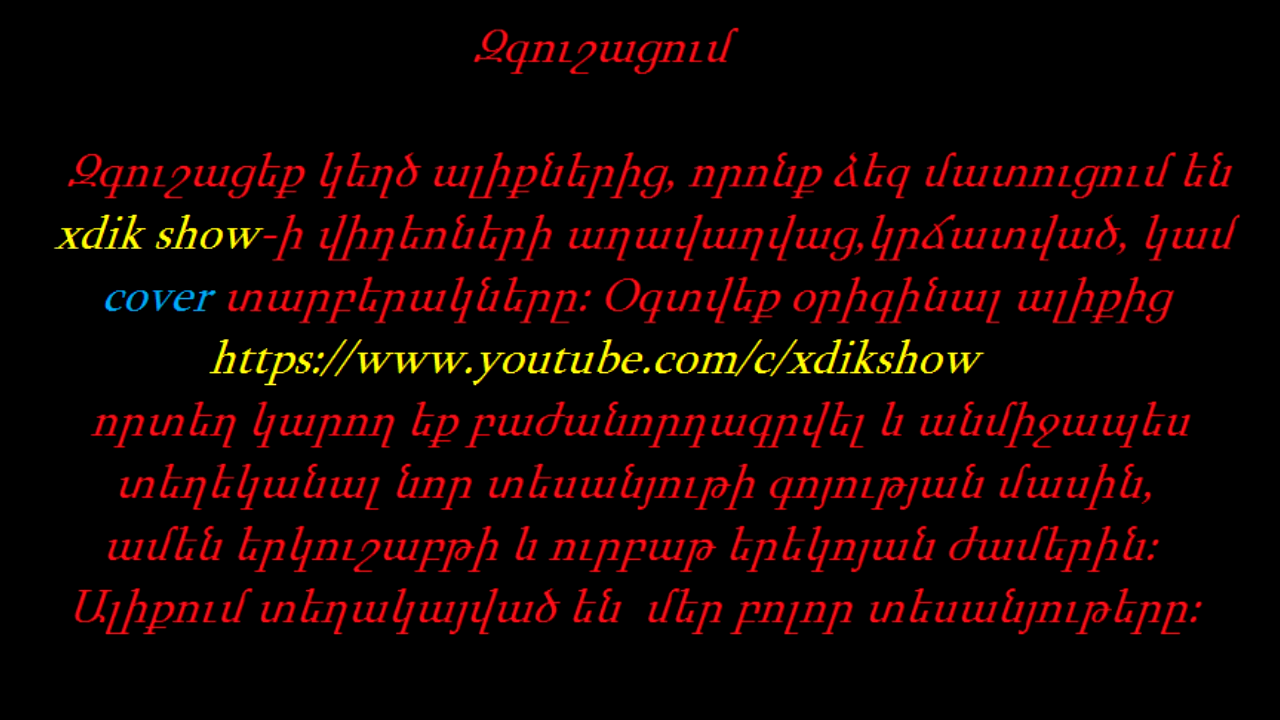 Զգուշացում
Զգուշացեք կեղծ ալիքներից, որոնք ձեզ մատուցում են
xdik show-ի վիդեոների աղավաղվաց,կրճատված, կամ
cover տարբերակները: Օգտվեք օրիգինալ ալիքից
https://www.youtube.com/c/xdikshow
որտեղ կարող եք բաժանորդագրվել և անմիջապես
տեղեկանալ նոր տեսանյութի գոյության մասին,
ամեն երկուշաբթի և ուրբաթ երեկոյան ժամերին:
Ալիքում տեղակայված են մեր բոլոր տեսանյութերը: